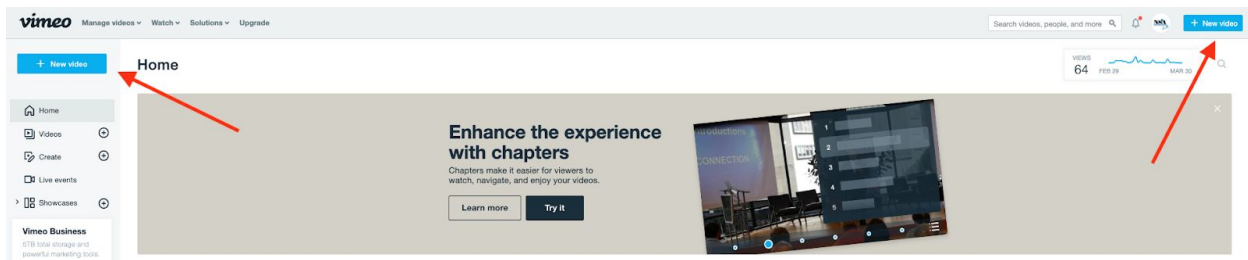 vimeo Manage videos Watch Solutions Upgrade Search videos, people, and more + New video
+ New video
Home
VIEWS
64 FEB 29 MAR 30
Home
Videos
Create
Live events
Showcases
Vimeo Business
6TB total storage and
powerful marketing tools.
Enhance the experience
with chapters
Chapters make it easier for viewers to
watch, navigate, and enjoy your videos.
Learn more Try it
CONNECTION
1
2
3
4
5